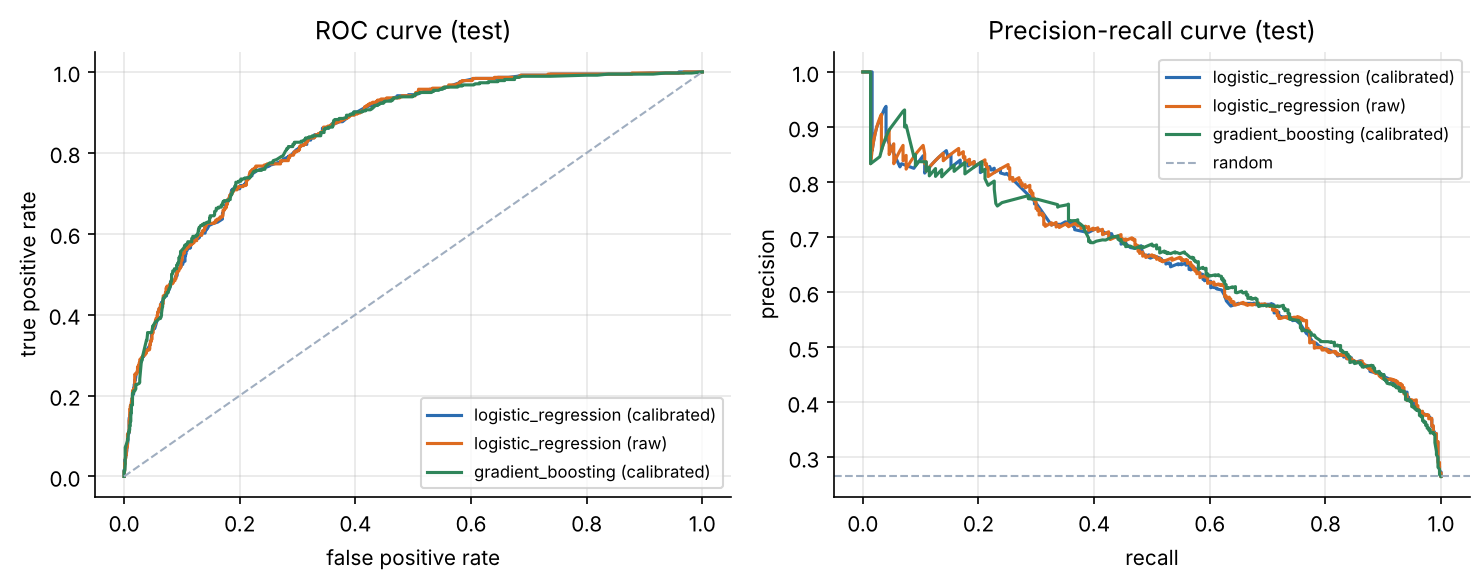 ROC curve (test)
1.0
0.8
0.6
0.4
0.2
0.0
true positive rate
logistic_regression (calibrated)
logistic_regression (raw)
gradient_boosting (calibrated)
0.0 0.2 0.4 0.6 0.8 1.0
false positive rate
Precision-recall curve (test)
1.0
0.9
0.8
0.7
0.6
0.5
0.4
0.3
precision
logistic_regression (calibrated)
logistic_regression (raw)
gradient_boosting (calibrated)
random
0.0 0.2 0.4 0.6 0.8 1.0
recall